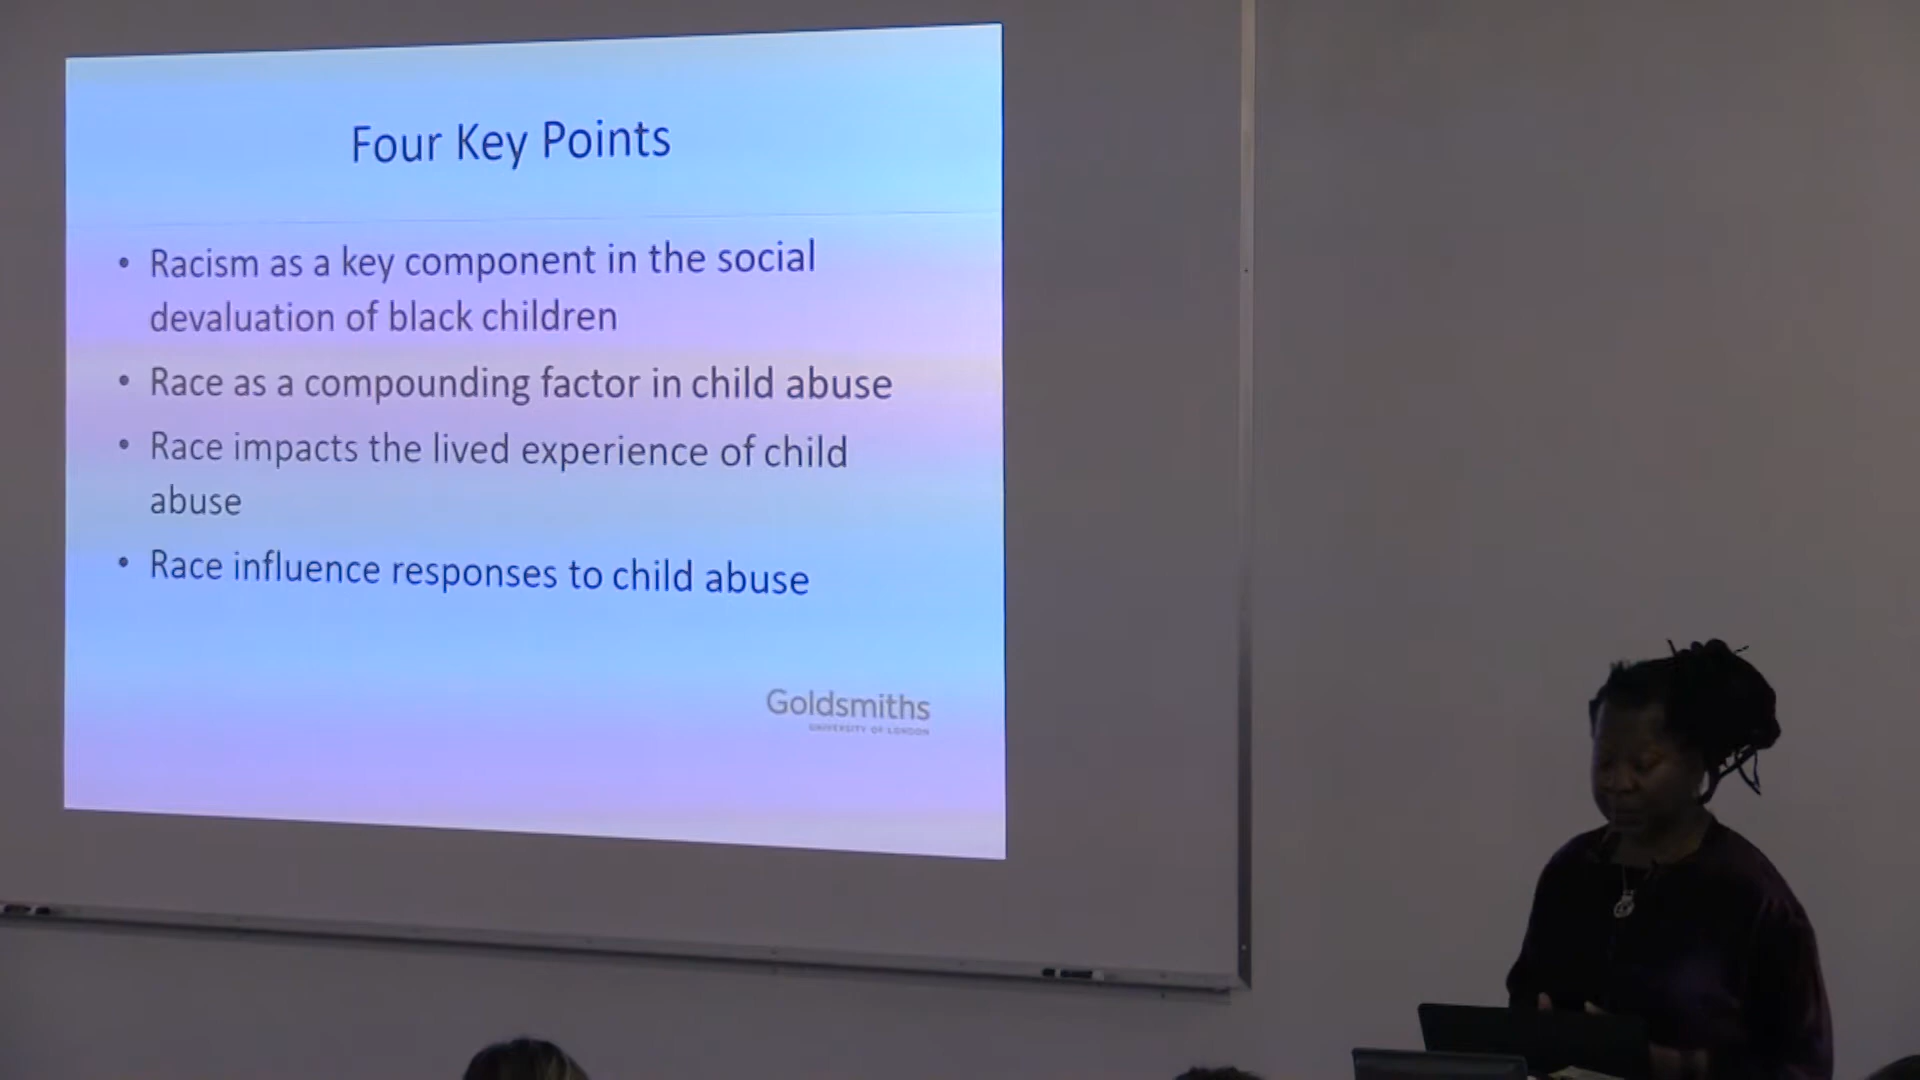 Four Key Points
• Racism as a key component in the social
devaluation of black children
• Race as a compounding factor in child abuse
• Race impacts the lived experience of child
abuse
• Race influence responses to child abuse
Goldsmiths
UNIVERSITY OF LONDON